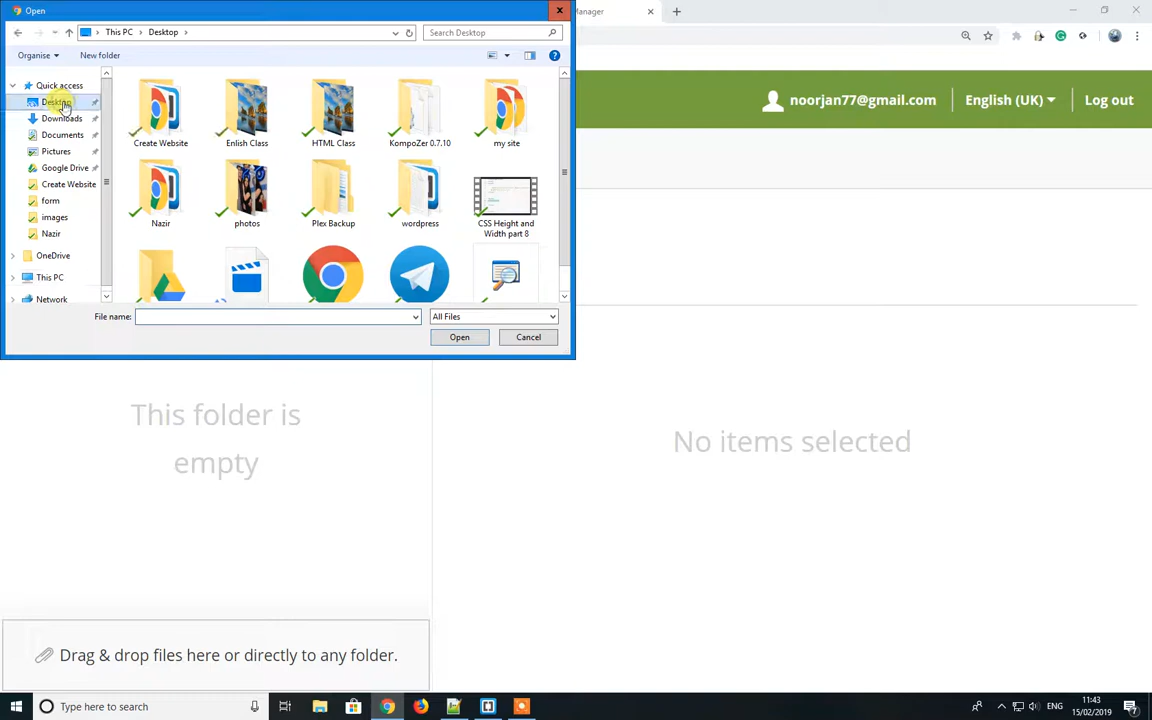 Open
Manager
This PC > Desktop >
Search Desktop
Organise
New folder
Quick access
Desktop
Downloads
Documents
Pictures
Google Drive
Create Website
form
images
Nazir
OneDrive
This PC
Network
Create Website
Enlish Class
HTML Class
KompoZer 0.7.10
my site
Nazir
photos
Plex Backup
wordpress
CSS Height and
Width part 8
File name:
All Files
Open
Cancel
noorjan77@gmail.com
English (UK)
Log out
This folder is
empty
No items selected
Drag & drop files here or directly to any folder.
Type here to search
ENG
11:43
15/02/2019
7